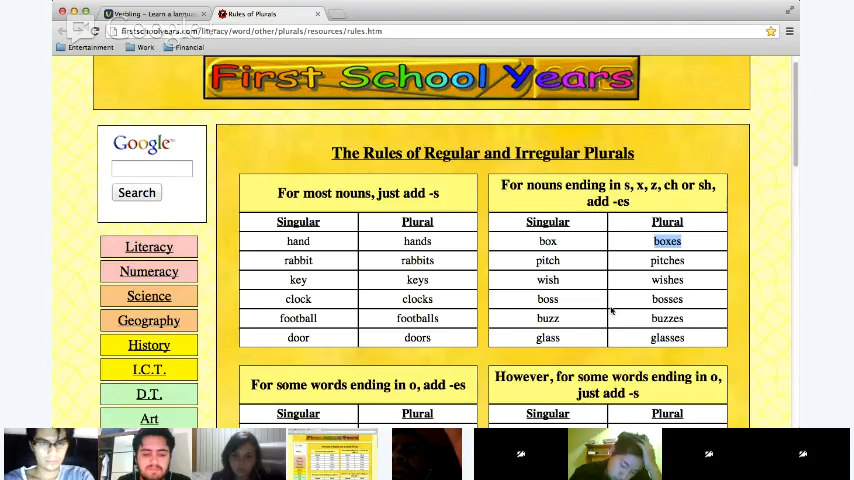 Verbling – Learn a langua
Rules of Plurals
Google
firstschoolyears.com/literacy/word/other/plurals/resources/rules.htm
Entertainment
Work
Financial
First School Years
Google
Search
Literacy
Numeracy
Science
Geography
History
I.C.T.
D.T.
Art
The Rules of Regular and Irregular Plurals
For most nouns, just add -s
Singular Plural
hand hands
rabbit rabbits
key keys
clock clocks
football footballs
door doors
For nouns ending in s, x, z, ch or sh,
add -es
Singular Plural
box boxes
pitch pitches
wish wishes
boss bosses
buzz buzzes
glass glasses
For some words ending in o, add -es
Singular Plural
However, for some words ending in o,
just add -s
Singular Plural